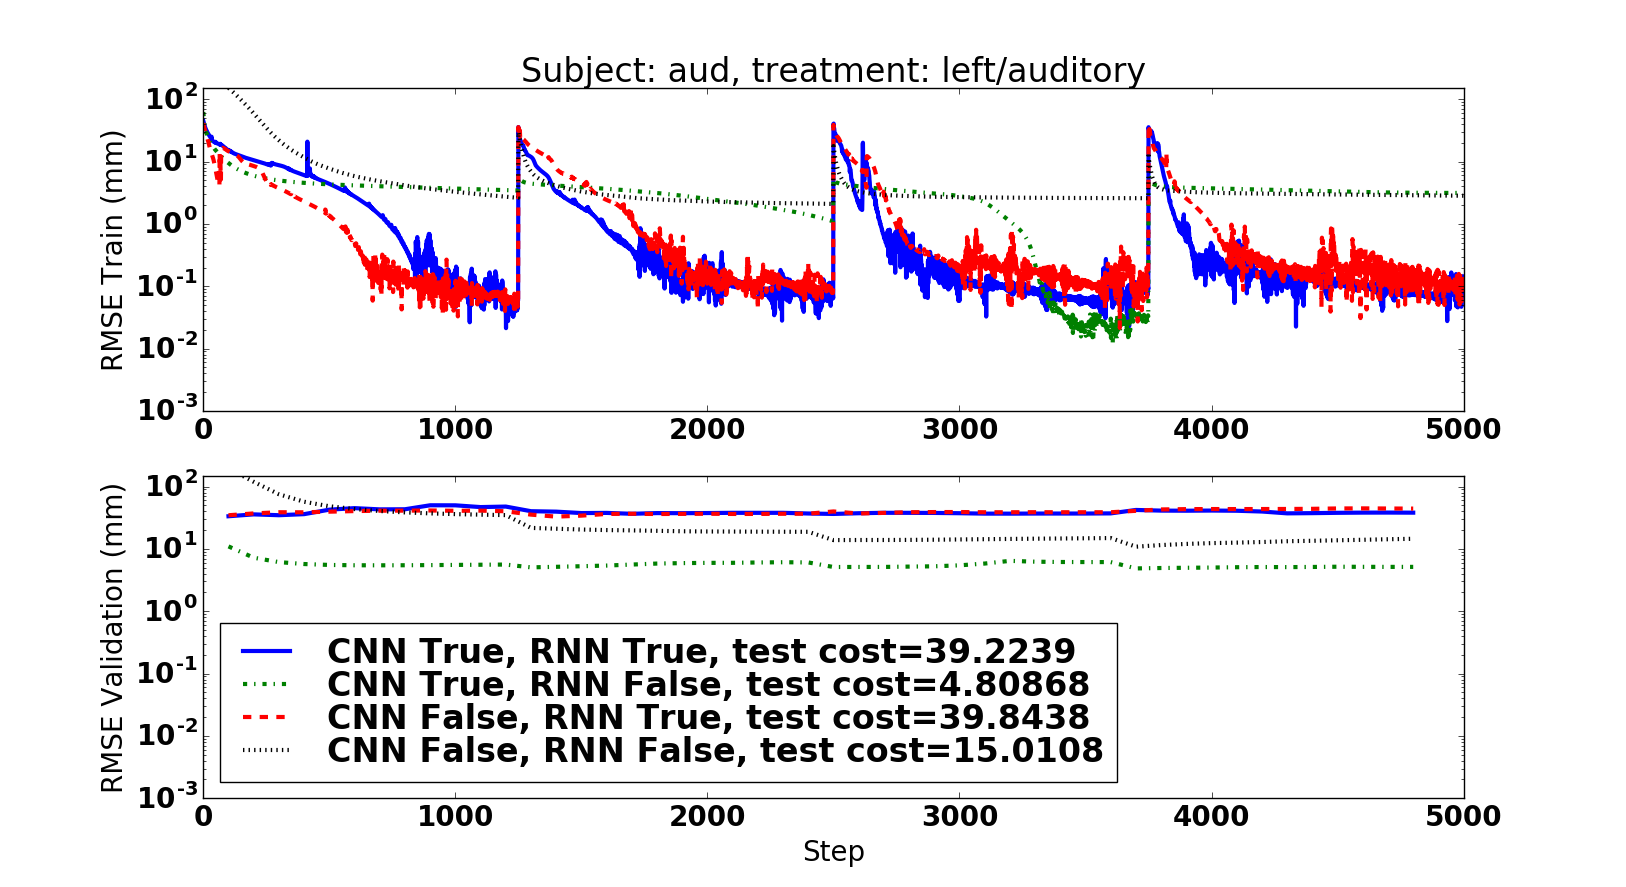 Subject: aud, treatment: left/auditory
RMSE Train (mm)
10^2
10^1
10^0
10^-1
10^-2
10^-3
0 1000 2000 3000 4000 5000
RMSE Validation (mm)
10^2
10^1
10^0
10^-1
10^-2
10^-3
CNN True, RNN True, test cost=39.2239
CNN True, RNN False, test cost=4.80868
CNN False, RNN True, test cost=39.8438
CNN False, RNN False, test cost=15.0108
0 1000 2000 3000 4000 5000
Step